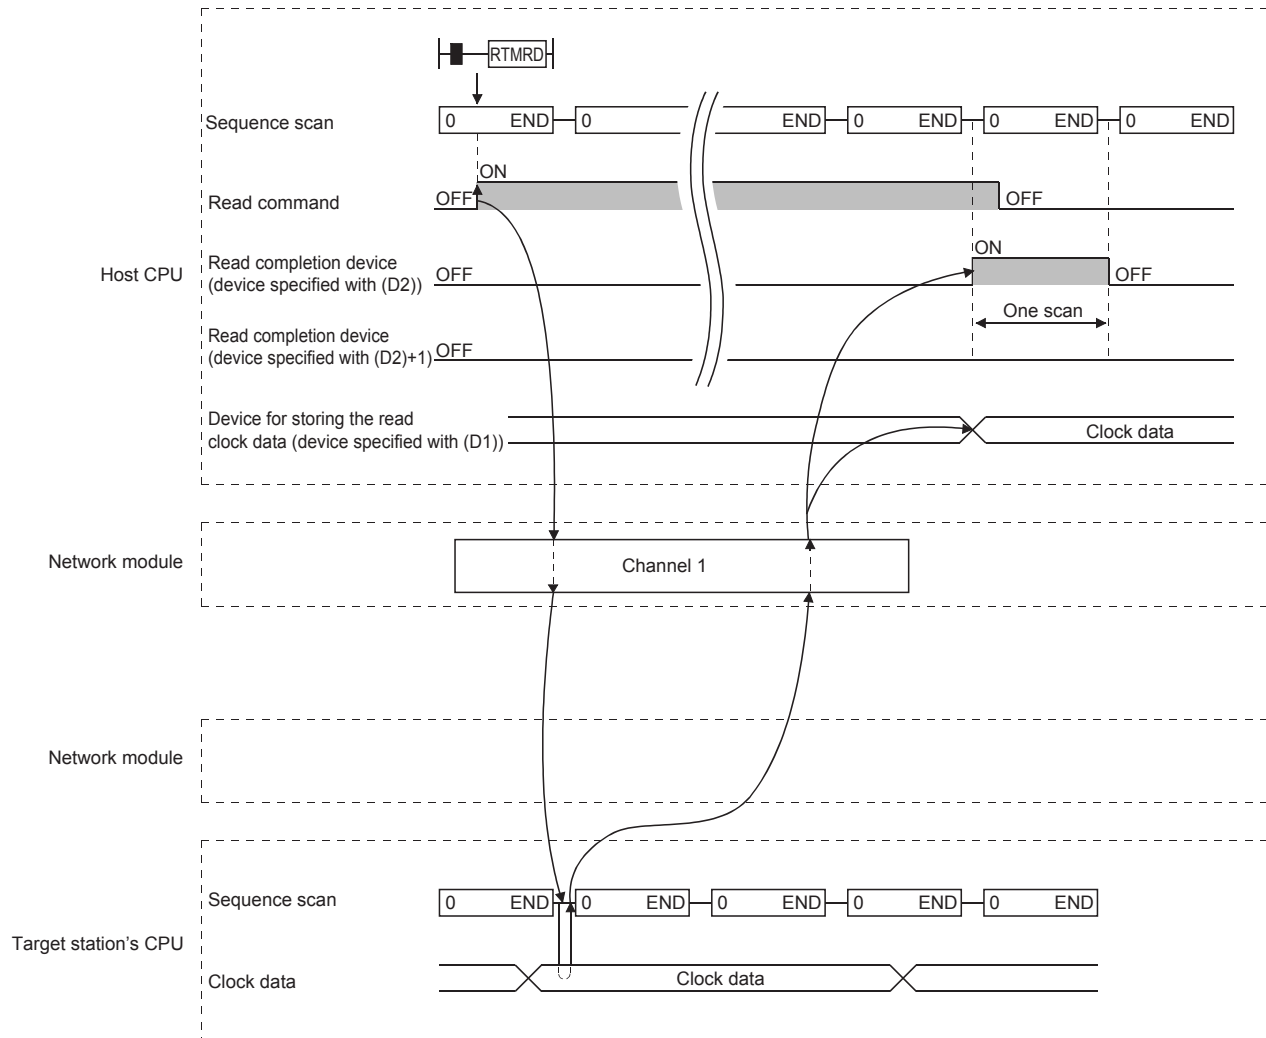 RTMRD
Sequence scan
0 END 0 END 0 END 0 END 0 END
ON
Read command
OFF
OFF
Host CPU
Read completion device
(device specified with (D2))
OFF
ON
OFF
One scan
Read completion device
(device specified with (D2)+1)
OFF
Device for storing the read
clock data (device specified with (D1))
Clock data
Network module
Channel 1
Network module
Target station's CPU
Sequence scan
0 END 0 END 0 END 0 END 0 END
Clock data
Clock data